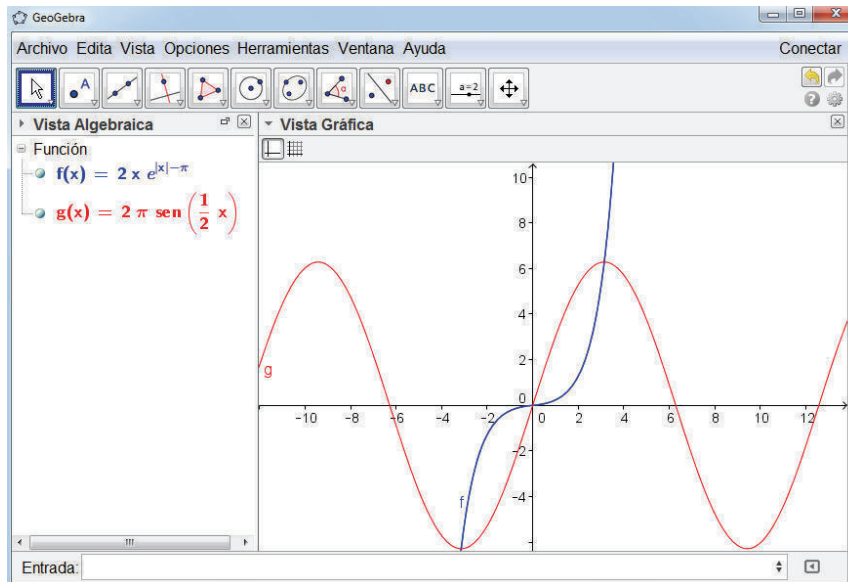 GeoGebra
Archivo Edita Vista Opciones Herramientas Ventana Ayuda Conectar
A α ABC a=2
Vista Algebraica Vista Gráfica
Función
f(x) = 2 x e^{|x|−π}
g(x) = 2 π sen (1/2 x)
10
8
6
4
2
0
−10 −8 −6 −4 −2 0 2 4 6 8 10 12
−2
−4
g
f
Entrada: